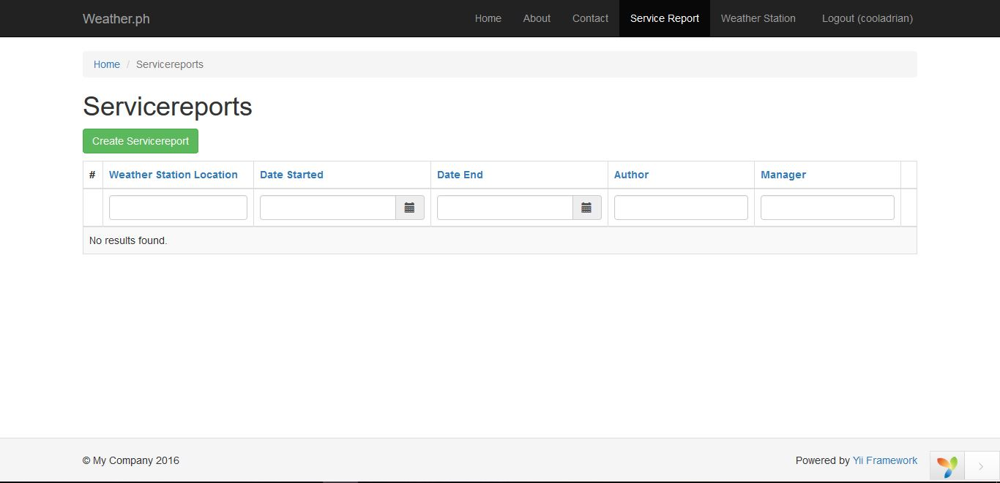 Weather.ph Home About Contact Service Report Weather Station Logout (cooladrian)
Home / Servicereports
Servicereports
Create Servicereport
# Weather Station Location Date Started Date End Author Manager
No results found.
© My Company 2016 Powered by Yii Framework